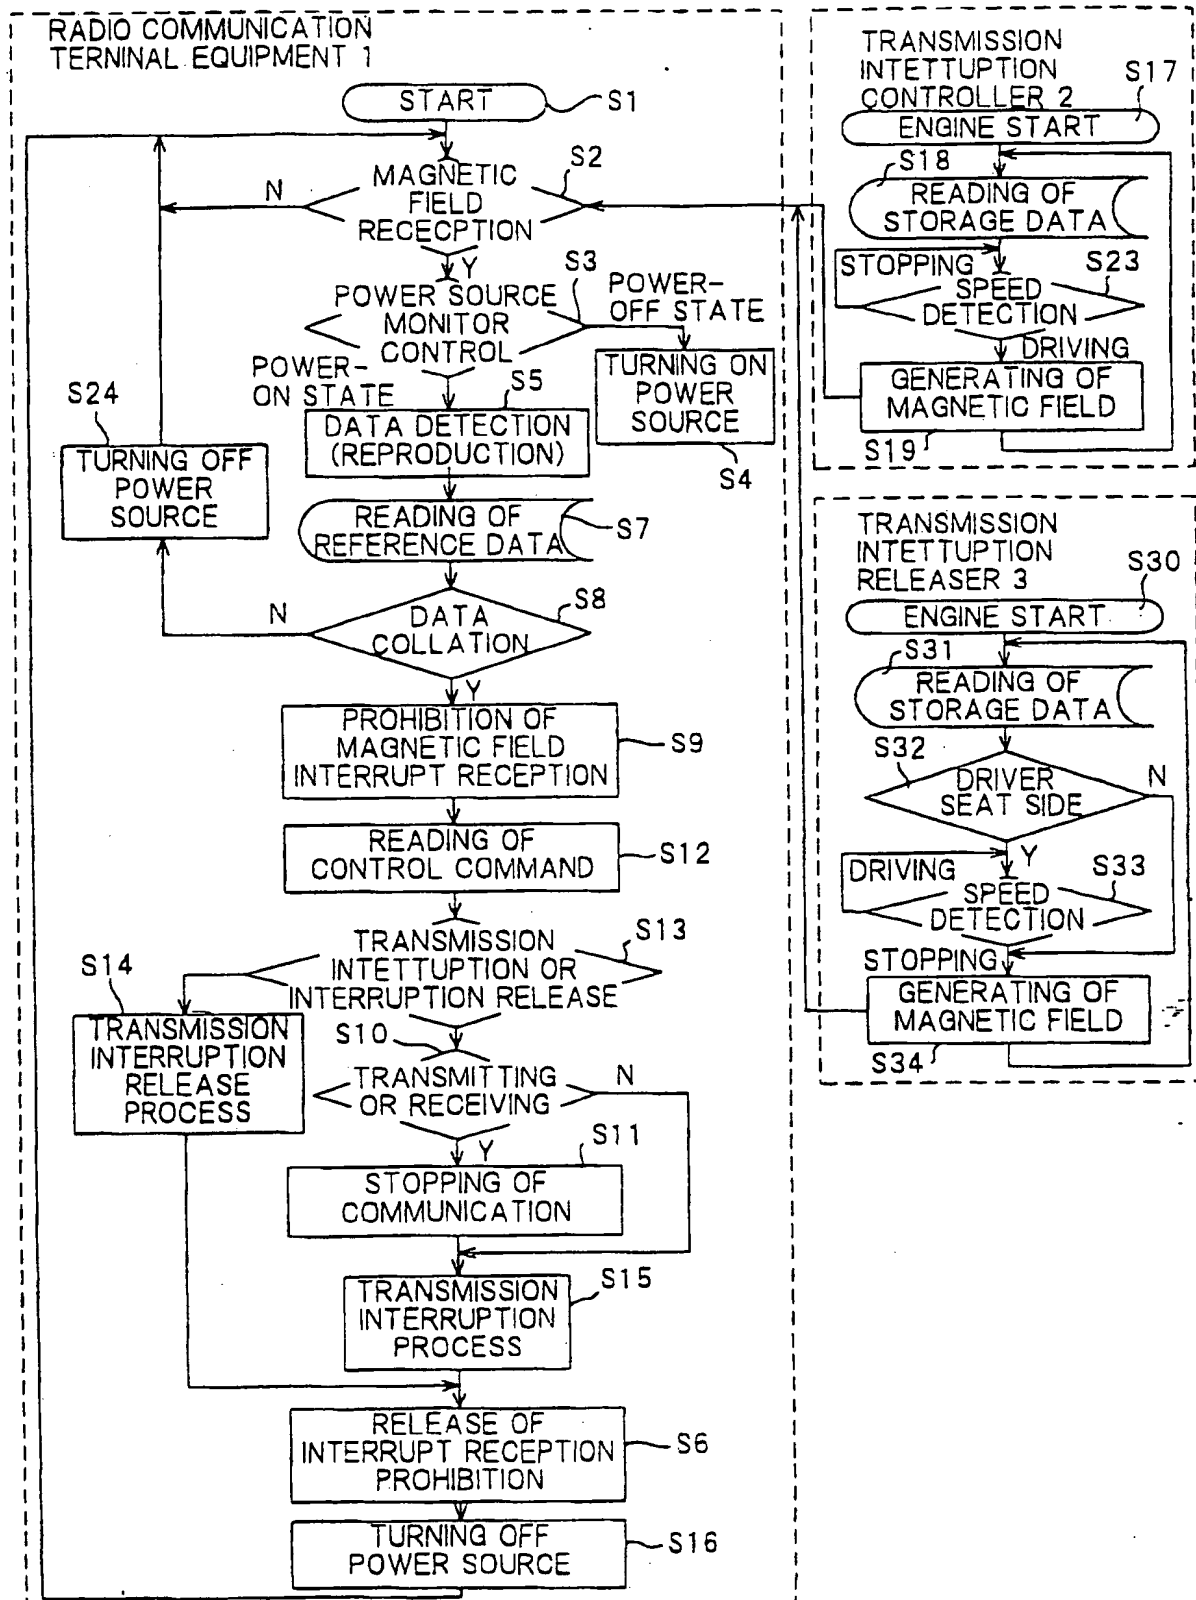 RADIO COMMUNICATION
TERNINAL EQUIPMENT 1
START
S1
S2
MAGNETIC
FIELD
RECECPTION
N
Y
S3
POWER SOURCE
MONITOR
CONTROL
POWER-
OFF STATE
POWER-
ON STATE
TURNING ON
POWER
SOURCE
S4
S5
DATA DETECTION
(REPRODUCTION)
S24
TURNING OFF
POWER
SOURCE
READING OF
REFERENCE DATA
S7
N
DATA
COLLATION
S8
Y
PROHIBITION OF
MAGNETIC FIELD
INTERRUPT RECEPTION
S9
READING OF
CONTROL COMMAND
S12
TRANSMISSION
INTETTUPTION OR
INTERRUPTION RELEASE
S13
S14
TRANSMISSION
INTERRUPTION
RELEASE
PROCESS
S10
TRANSMITTING
OR RECEIVING
N
Y
S11
STOPPING OF
COMMUNICATION
TRANSMISSION
INTERRUPTION
PROCESS
S15
RELEASE OF
INTERRUPT RECEPTION
PROHIBITION
S6
TURNING OFF
POWER SOURCE
S16
TRANSMISSION
INTETTUPTION
CONTROLLER 2
S17
ENGINE START
S18
READING OF
STORAGE DATA
STOPPING
S23
SPEED
DETECTION
DRIVING
GENERATING OF
MAGNETIC FIELD
S19
TRANSMISSION
INTETTUPTION
RELEASER 3
S30
ENGINE START
S31
READING OF
STORAGE DATA
S32
DRIVER
SEAT SIDE
N
Y
DRIVING
S33
SPEED
DETECTION
STOPPING
GENERATING OF
MAGNETIC FIELD
S34